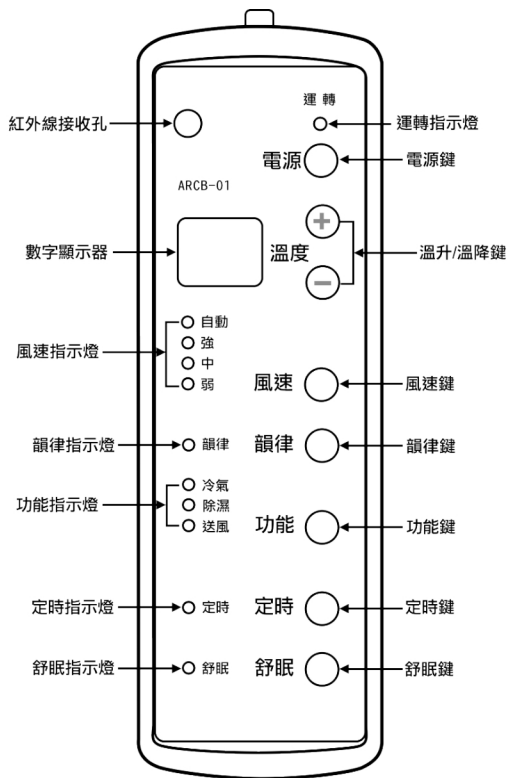 運 轉
紅外線接收孔
運轉指示燈
電源
電源鍵
ARCB-01
+
數字顯示器
溫度
溫升/溫降鍵
−
自動
強
風速指示燈
中
弱
風速
風速鍵
韻律指示燈
韻律
韻律
韻律鍵
冷氣
功能指示燈
除濕
送風
功能
功能鍵
定時指示燈
定時
定時
定時鍵
舒眠指示燈
舒眠
舒眠
舒眠鍵